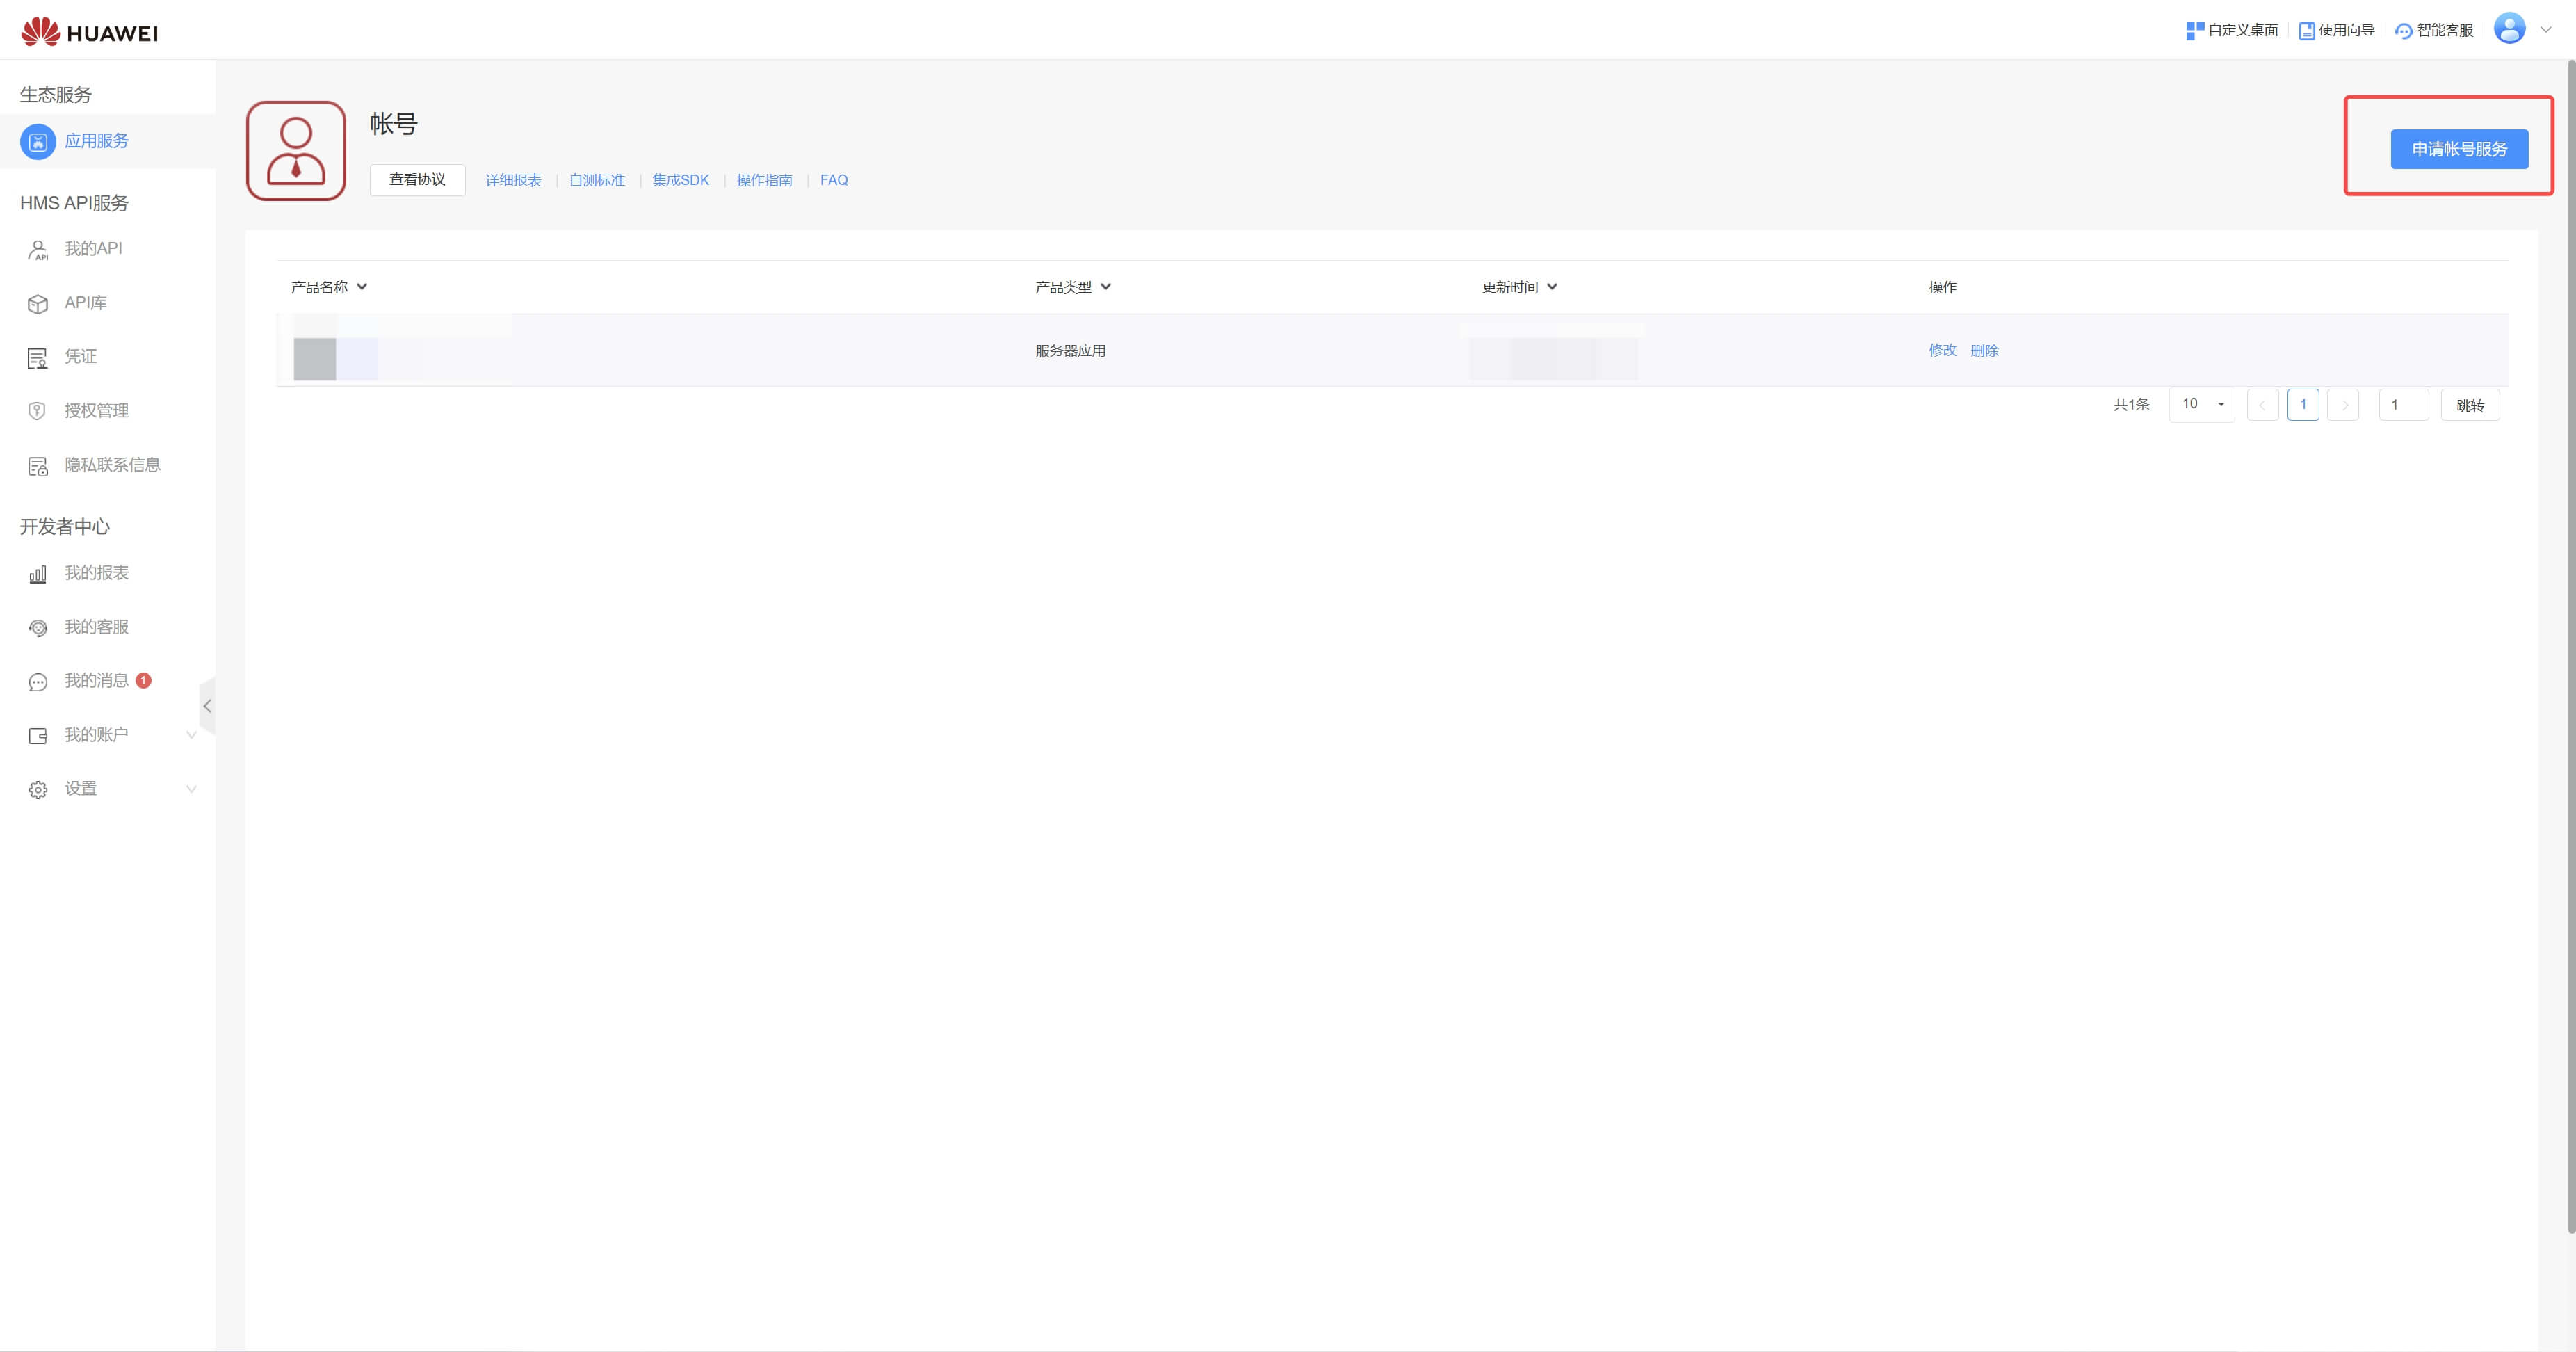 HUAWEI
自定义桌面 使用向导 智能客服
生态服务
应用服务
HMS API服务
我的API
API库
凭证
授权管理
隐私联系信息
开发者中心
我的报表
我的客服
我的消息 1
我的账户
设置
帐号
查看协议 详细报表 | 自测标准 | 集成SDK | 操作指南 | FAQ
申请帐号服务
产品名称 产品类型 更新时间 操作
服务器应用 修改 删除
共1条 10 1 1 跳转